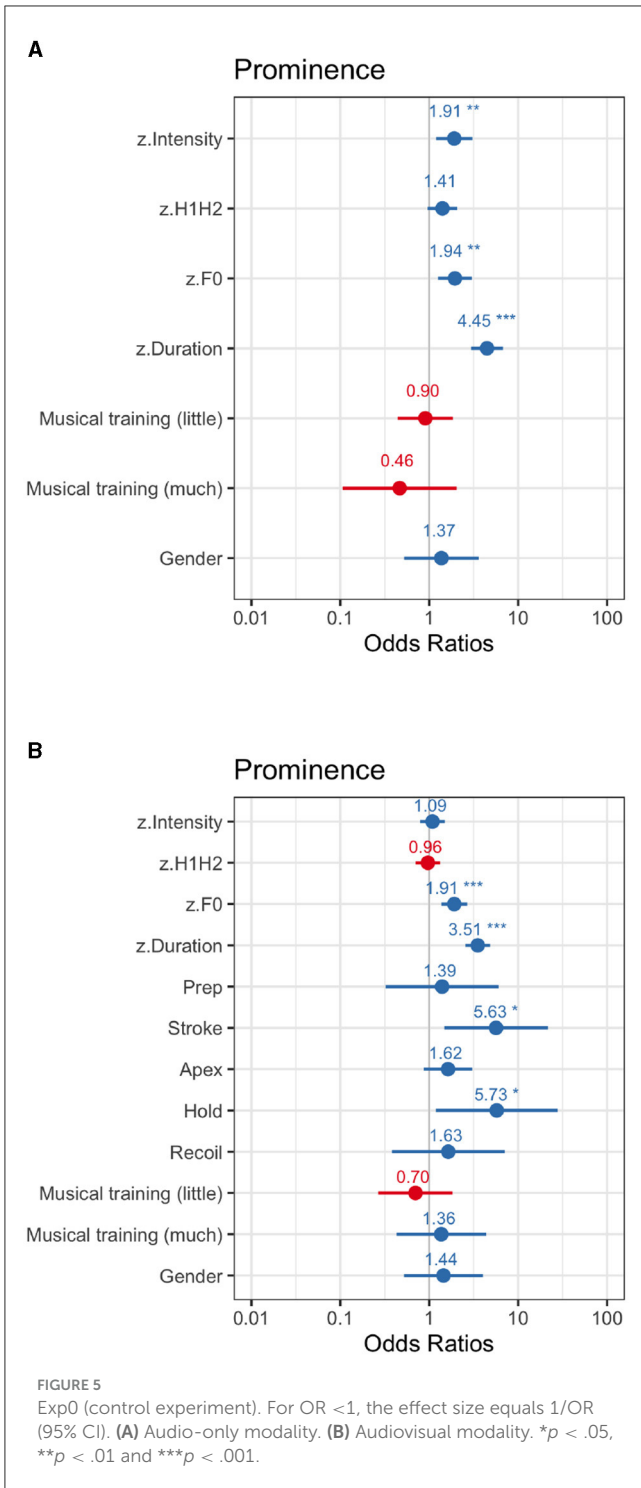 A
Prominence
z.Intensity
1.91 **
z.H1H2
1.41
z.F0
1.94 **
z.Duration
4.45 ***
Musical training (little)
0.90
Musical training (much)
0.46
Gender
1.37
0.01 0.1 1 10 100
Odds Ratios
B
Prominence
z.Intensity
1.09
z.H1H2
0.96
z.F0
1.91 ***
z.Duration
3.51 ***
Prep
1.39
Stroke
5.63 *
Apex
1.62
Hold
5.73 *
Recoil
1.63
Musical training (little)
0.70
Musical training (much)
1.36
Gender
1.44
0.01 0.1 1 10 100
Odds Ratios
FIGURE 5
Exp0 (control experiment). For OR <1, the effect size equals 1/OR
(95% CI). (A) Audio-only modality. (B) Audiovisual modality. *p < .05,
**p < .01 and ***p < .001.